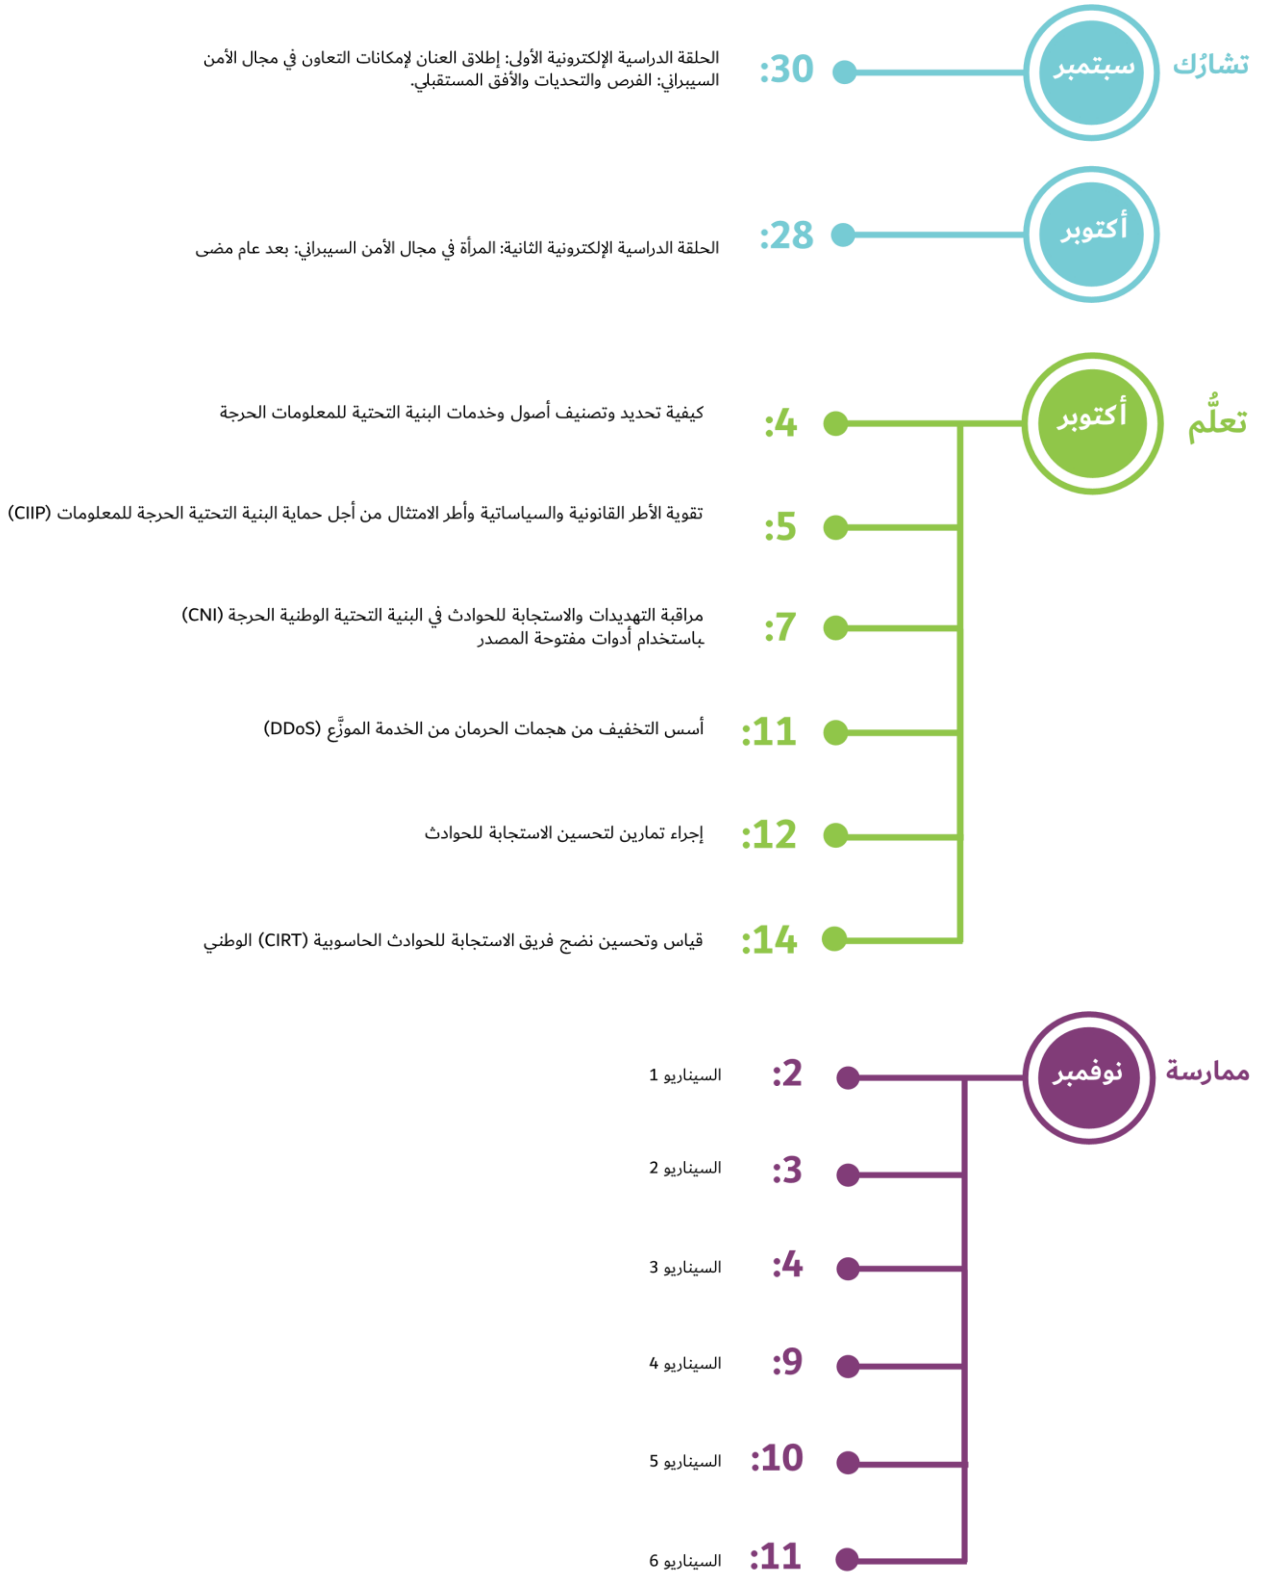 تشارُك
سبتمبر
30:
الحلقة الدراسية الإلكترونية الأولى: إطلاق العنان لإمكانات التعاون في مجال الأمن
السيبراني: الفرص والتحديات والأفق المستقبلي.
أكتوبر
28:
الحلقة الدراسية الإلكترونية الثانية: المرأة في مجال الأمن السيبراني: بعد عام مضى
تعلُّم
أكتوبر
4:
كيفية تحديد وتصنيف أصول وخدمات البنية التحتية للمعلومات الحرجة
5:
تقوية الأطر القانونية والسياساتية وأطر الامتثال من أجل حماية البنية التحتية الحرجة للمعلومات (CIIP)
7:
مراقبة التهديدات والاستجابة للحوادث في البنية التحتية الوطنية الحرجة (CNI)
باستخدام أدوات مفتوحة المصدر
11:
أسس التخفيف من هجمات الحرمان من الخدمة الموزَّع (DDoS)
12:
إجراء تمارين لتحسين الاستجابة للحوادث
14:
قياس وتحسين نضج فريق الاستجابة للحوادث الحاسوبية (CIRT) الوطني
ممارسة
نوفمبر
2:
السيناريو 1
3:
السيناريو 2
4:
السيناريو 3
9:
السيناريو 4
10:
السيناريو 5
11:
السيناريو 6